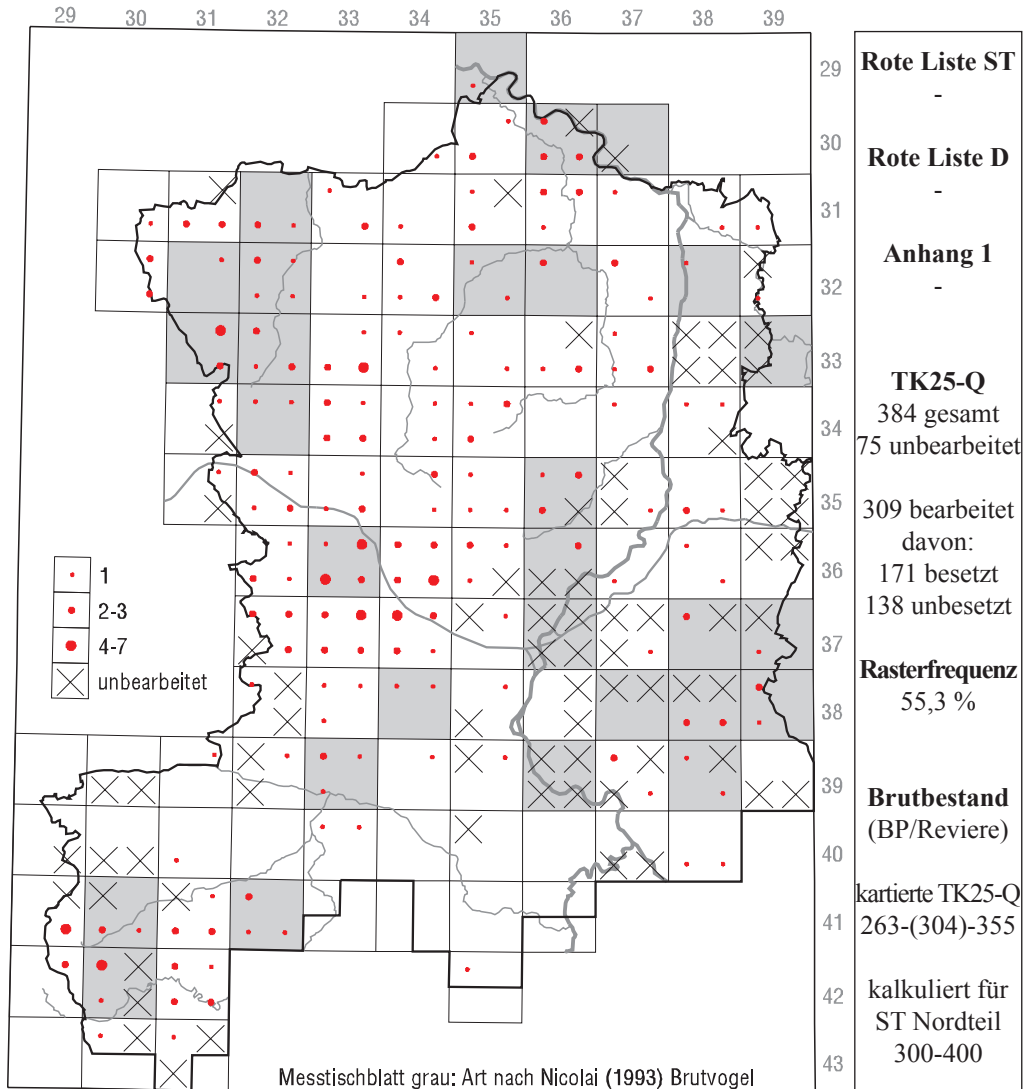 29 30 31 32 33 34 35 36 37 38 39
29
30
31
32
33
34
35
36
37
38
39
40
41
42
43
1
2-3
4-7
unbearbeitet
Messtischblatt grau: Art nach Nicolai (1993) Brutvogel
Rote Liste ST
-
Rote Liste D
-
Anhang 1
-
TK25-Q
384 gesamt
75 unbearbeitet
309 bearbeitet
davon:
171 besetzt
138 unbesetzt
Rasterfrequenz
55,3 %
Brutbestand
(BP/Reviere)
kartierte TK25-Q
263-(304)-355
kalkuliert für
ST Nordteil
300-400